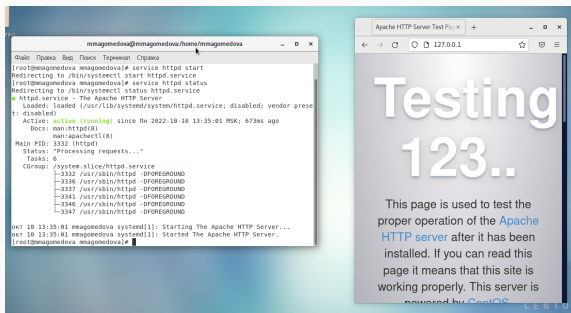 mmagomedova@mmagomedova:/home/mmagomedova
Файл Правка Вид Поиск Терминал Справка
[root@mmagomedova mmagomedova]# service httpd start
Redirecting to /bin/systemctl start httpd.service
[root@mmagomedova mmagomedova]# service httpd status
Redirecting to /bin/systemctl status httpd.service
● httpd.service - The Apache HTTP Server
Loaded: loaded (/usr/lib/systemd/system/httpd.service; disabled; vendor prese
t: disabled)
Active: active (running) since Пн 2022-10-10 13:35:01 MSK; 673ms ago
Docs: man:httpd(8)
man:apachectl(8)
Main PID: 3332 (httpd)
Status: "Processing requests..."
Tasks: 6
CGroup: /system.slice/httpd.service
├─3332 /usr/sbin/httpd -DFOREGROUND
├─3336 /usr/sbin/httpd -DFOREGROUND
├─3337 /usr/sbin/httpd -DFOREGROUND
├─3341 /usr/sbin/httpd -DFOREGROUND
├─3346 /usr/sbin/httpd -DFOREGROUND
└─3347 /usr/sbin/httpd -DFOREGROUND
окт 10 13:35:01 mmagomedova systemd[1]: Starting The Apache HTTP Server...
окт 10 13:35:01 mmagomedova systemd[1]: Started The Apache HTTP Server.
[root@mmagomedova mmagomedova]#
Apache HTTP Server Test
127.0.0.1
Testing
123..
This page is used to test the
proper operation of the Apache
HTTP server after it has been
installed. If you can read this
page it means that this site is
working properly. This server is
powered by CentOS